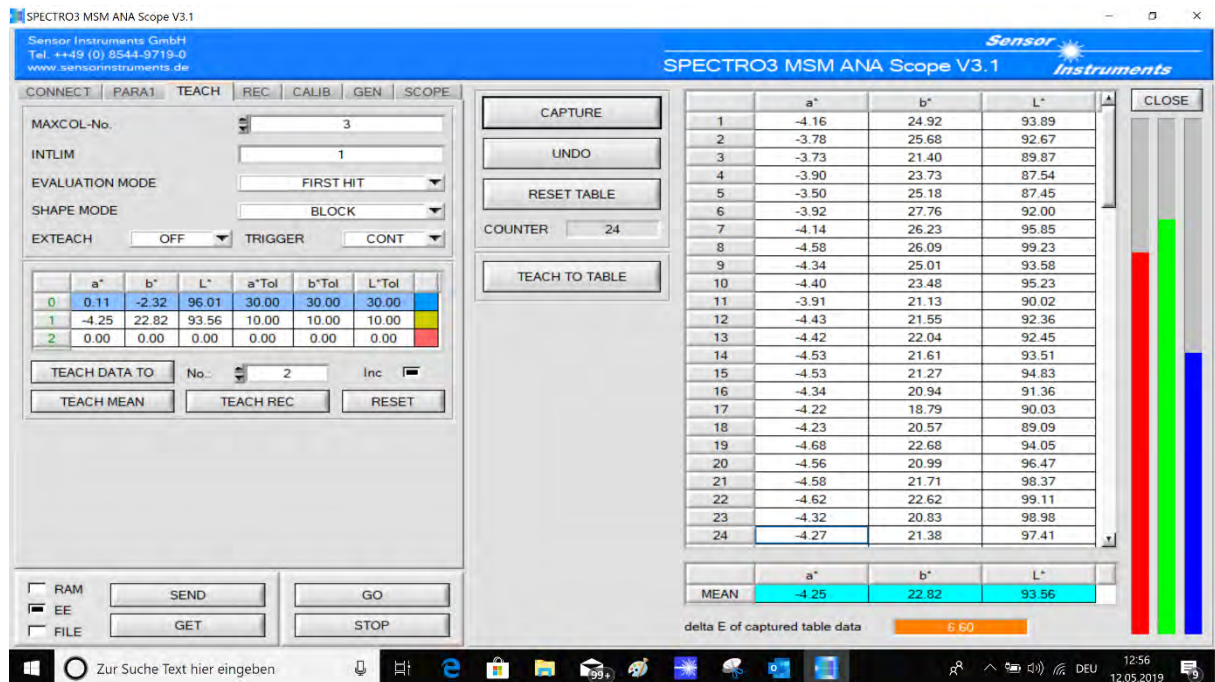 SPECTRO3 MSM ANA Scope V3.1
Sensor Instruments GmbH
Tel. ++49 (0) 8544-9719-0
www.sensorinstruments.de
Sensor
Instruments
SPECTRO3 MSM ANA Scope V3.1
CONNECT PARA1 TEACH REC CALIB GEN SCOPE
MAXCOL-No. 3
INTLIM 1
EVALUATION MODE FIRST HIT
SHAPE MODE BLOCK
EXTEACH OFF TRIGGER CONT
a* b* L* a*Tol b*Tol L*Tol
0 0.11 -2.32 96.01 30.00 30.00 30.00
1 -4.25 22.82 93.56 10.00 10.00 10.00
2 0.00 0.00 0.00 0.00 0.00 0.00
TEACH DATA TO No.: 2 Inc
TEACH MEAN TEACH REC RESET
RAM
EE
FILE
SEND GO
GET STOP
CAPTURE
UNDO
RESET TABLE
COUNTER 24
TEACH TO TABLE
a* b* L*
1 -4.16 24.92 93.89
2 -3.78 25.68 92.67
3 -3.73 21.40 89.87
4 -3.90 23.73 87.54
5 -3.50 25.18 87.45
6 -3.92 27.76 92.00
7 -4.14 26.23 95.85
8 -4.58 26.09 99.23
9 -4.34 25.01 93.58
10 -4.40 23.48 95.23
11 -3.91 21.13 90.02
12 -4.43 21.55 92.36
13 -4.42 22.04 92.45
14 -4.53 21.61 93.51
15 -4.53 21.27 94.83
16 -4.34 20.94 91.36
17 -4.22 18.79 90.03
18 -4.23 20.57 89.09
19 -4.68 22.68 94.05
20 -4.56 20.99 96.47
21 -4.58 21.71 98.37
22 -4.62 22.62 99.11
23 -4.32 20.83 98.98
24 -4.27 21.38 97.41
a* b* L*
MEAN -4.25 22.82 93.56
delta E of captured table data 6.60
CLOSE
Zur Suche Text hier eingeben
99+
DEU
12:56
12.05.2019
9